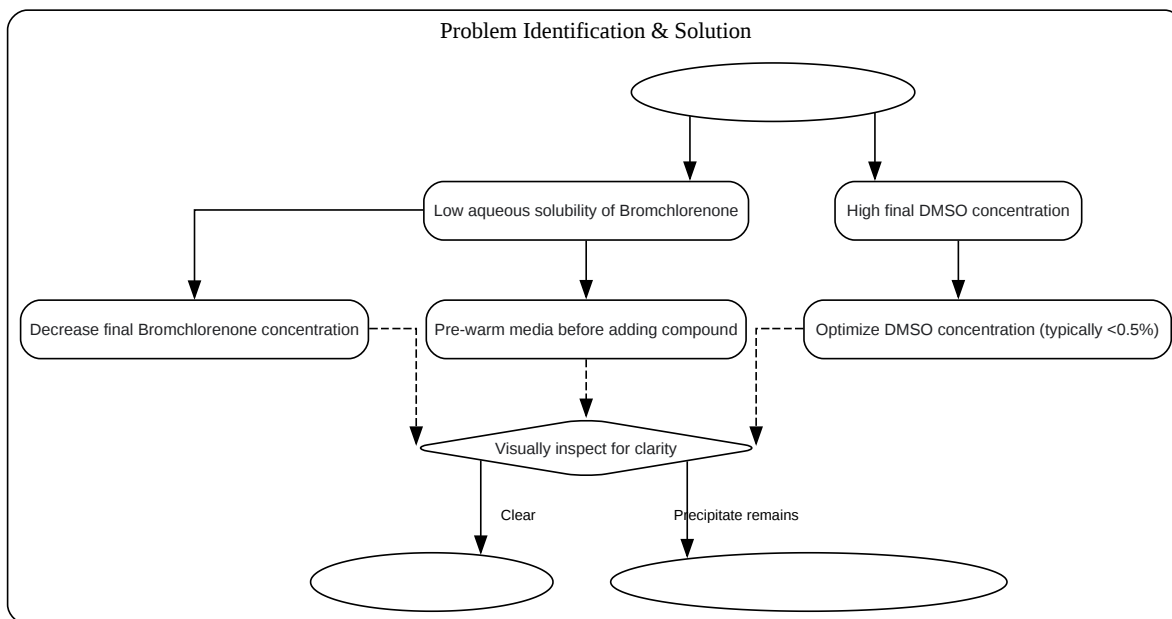 Problem Identification & Solution
Low aqueous solubility of Bromchlorenone
High final DMSO concentration
Decrease final Bromchlorenone concentration
Pre-warm media before adding compound
Optimize DMSO concentration (typically <0.5%)
Visually inspect for clarity
Clear
Precipitate remains